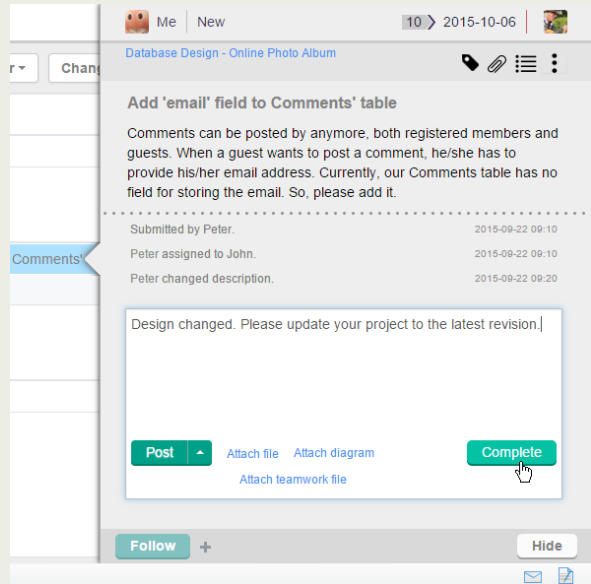 Me New 10 2015-10-06
Database Design - Online Photo Album
Chang
Add 'email' field to Comments' table
Comments can be posted by anymore, both registered members and
guests. When a guest wants to post a comment, he/she has to
provide his/her email address. Currently, our Comments table has no
field for storing the email. So, please add it.
Submitted by Peter. 2015-09-22 09:10
Peter assigned to John. 2015-09-22 09:10
Comments'
Peter changed description. 2015-09-22 09:20
Design changed. Please update your project to the latest revision.
Post Attach file Attach diagram Complete
Attach teamwork file
Follow + Hide